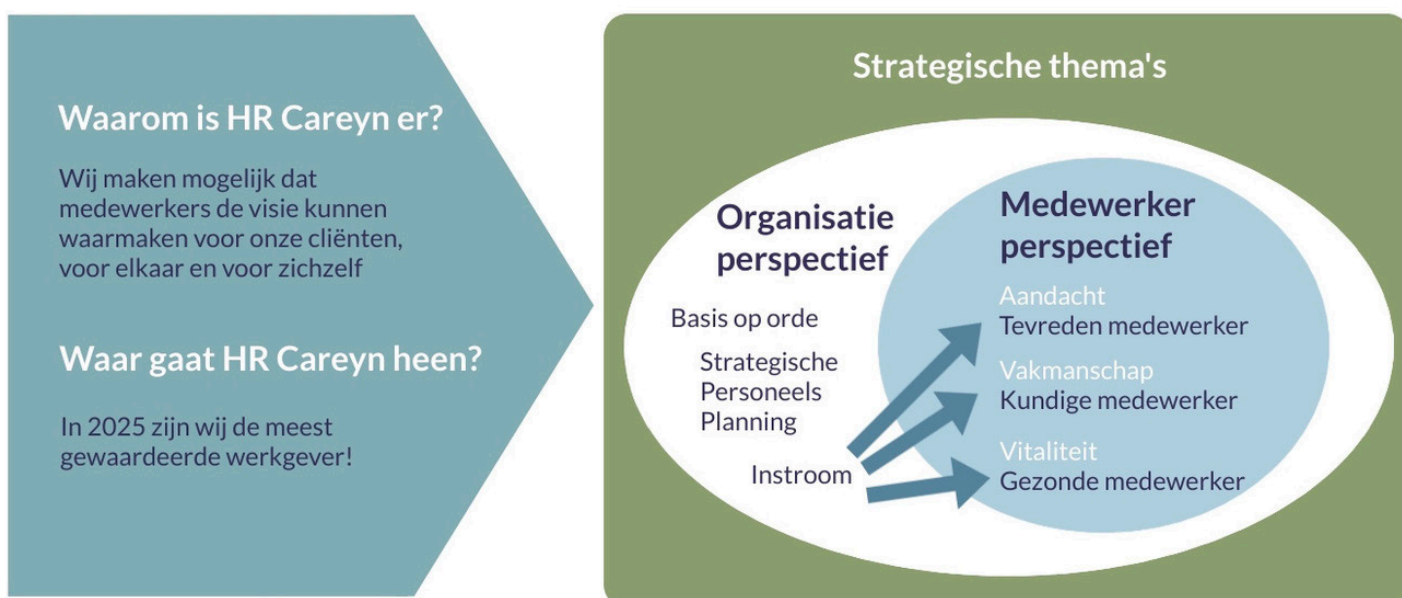 Waarom is HR Careyn er?
Wij maken mogelijk dat
medewerkers de visie kunnen
waarmaken voor onze cliënten,
voor elkaar en voor zichzelf
Waar gaat HR Careyn heen?
In 2025 zijn wij de meest
gewaardeerde werkgever!
Strategische thema's
Organisatie
perspectief
Basis op orde
Strategische
Personeels
Planning
Instroom
Medewerker
perspectief
Aandacht
Tevreden medewerker
Vakmanschap
Kundige medewerker
Vitaliteit
Gezonde medewerker